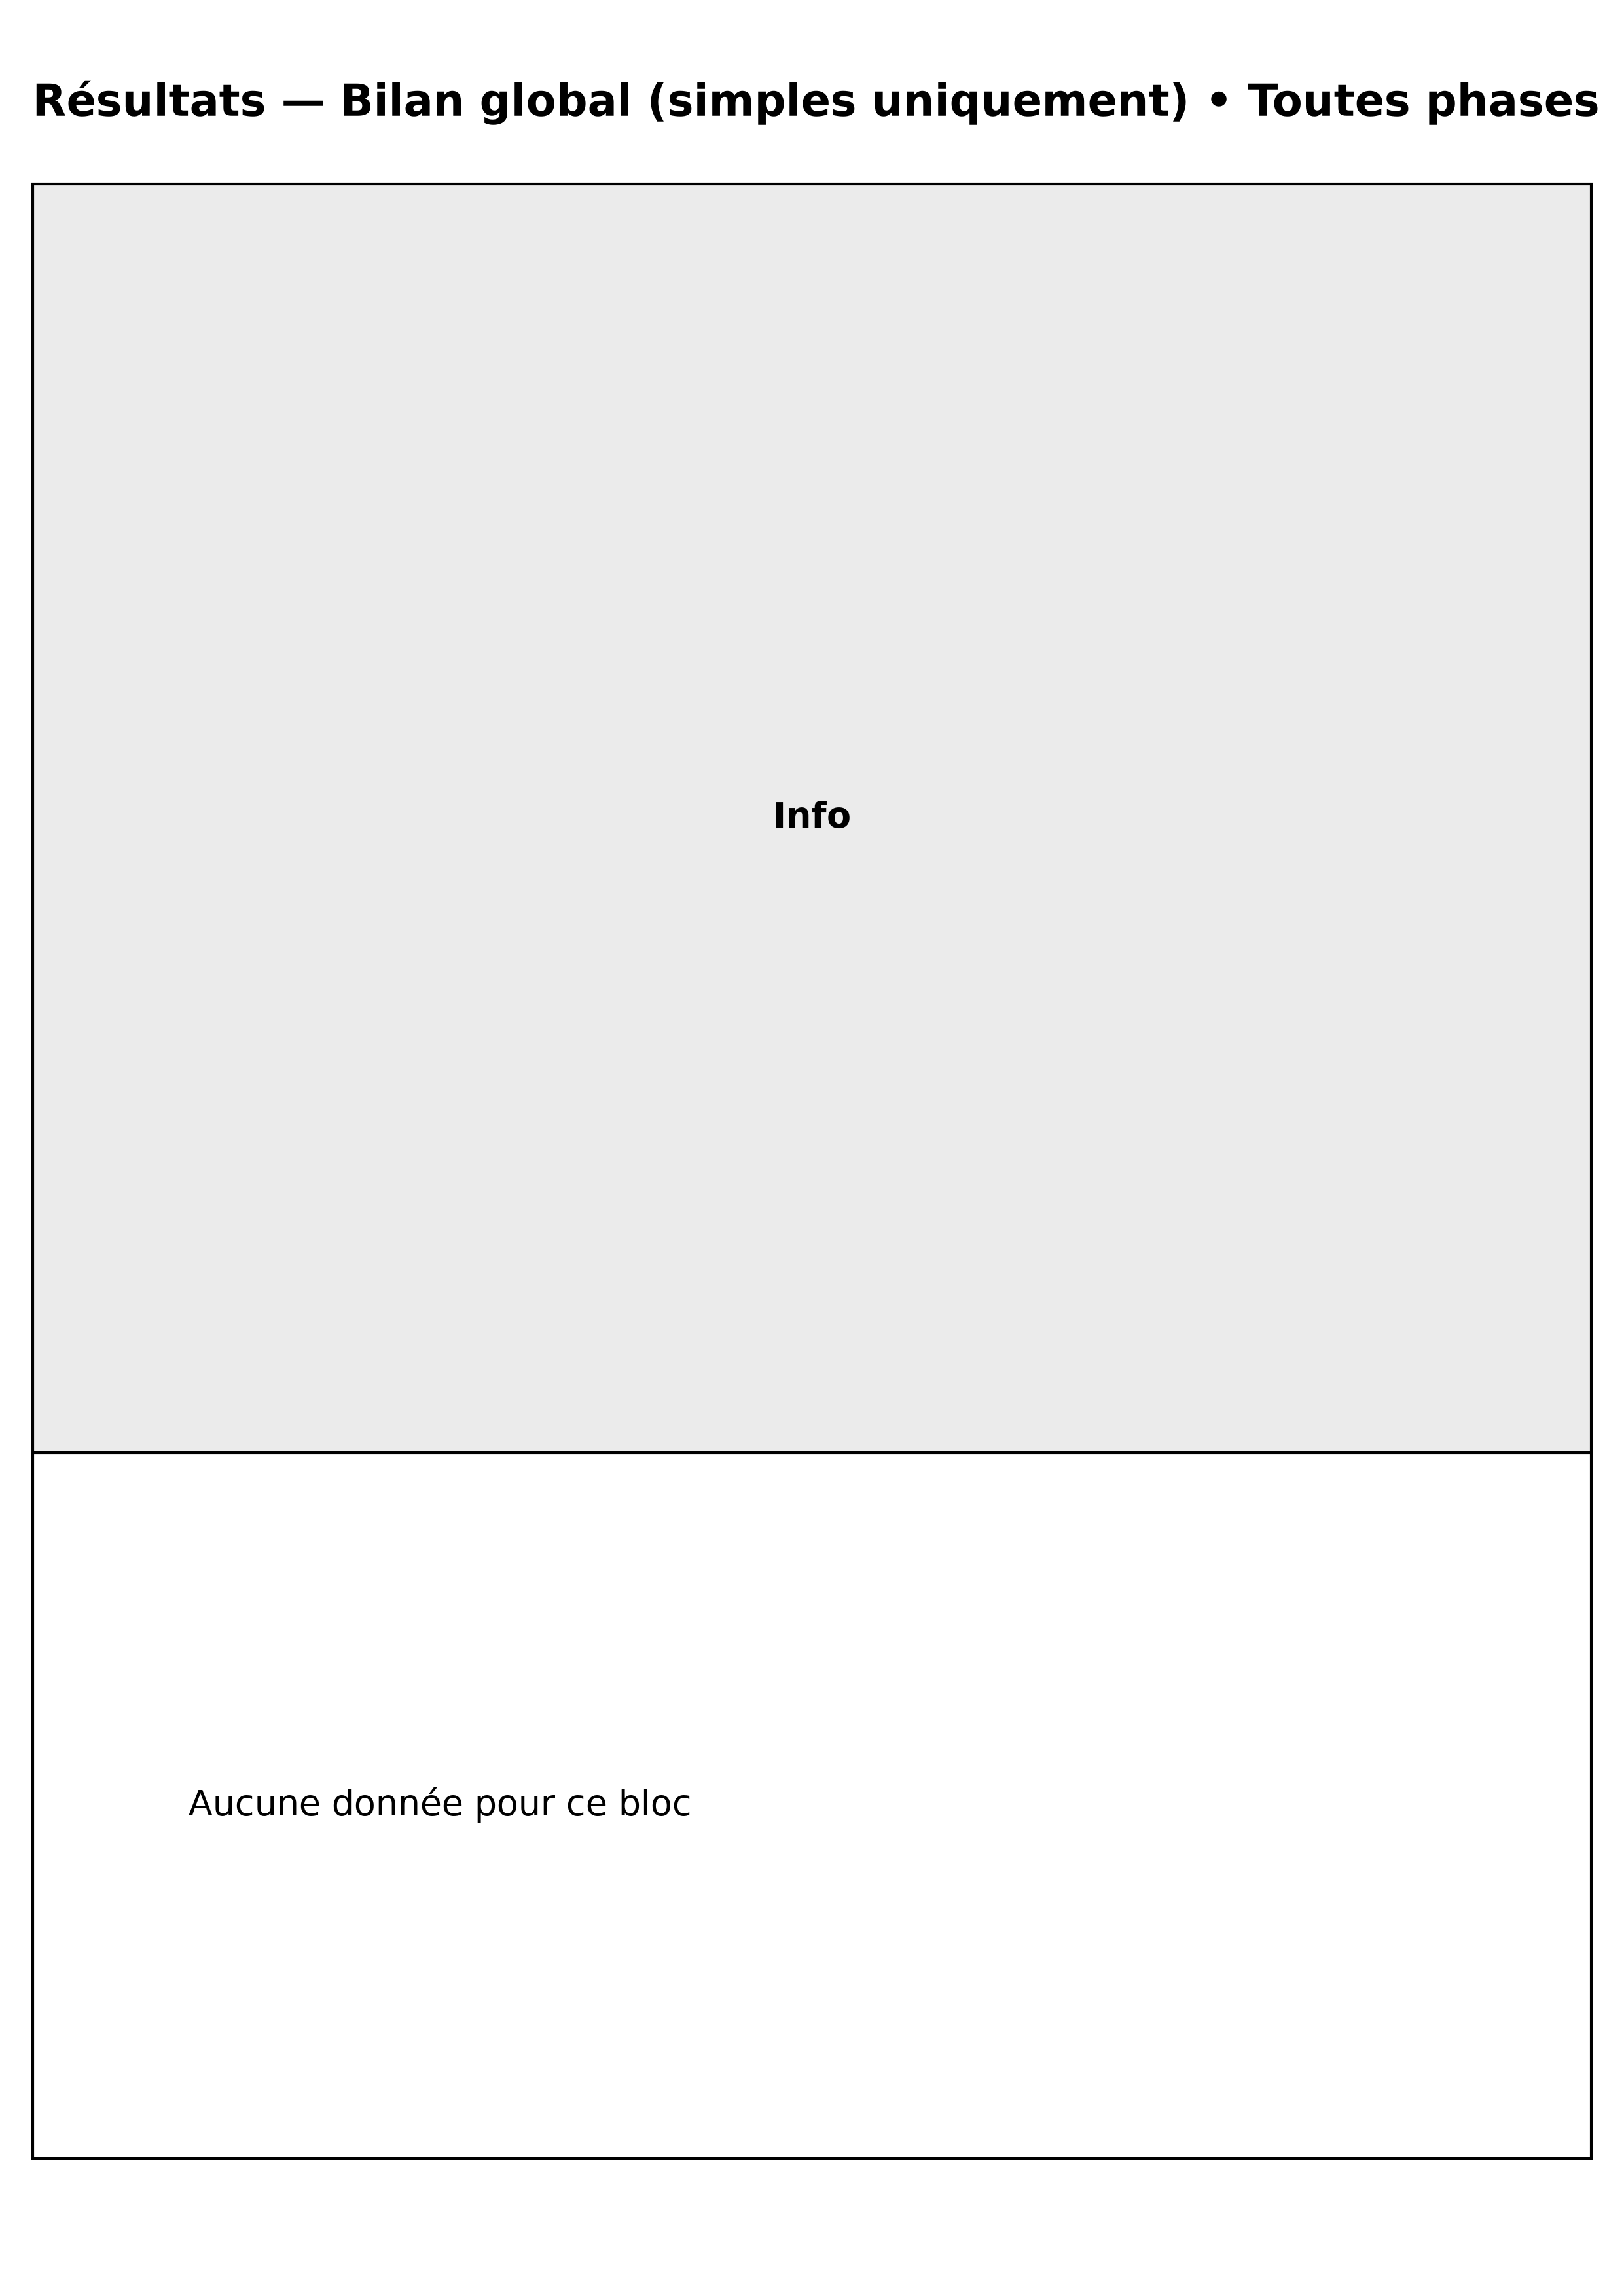 Résultats — Bilan global (simples uniquement) • Toutes phases
Info
Aucune donnée pour ce bloc